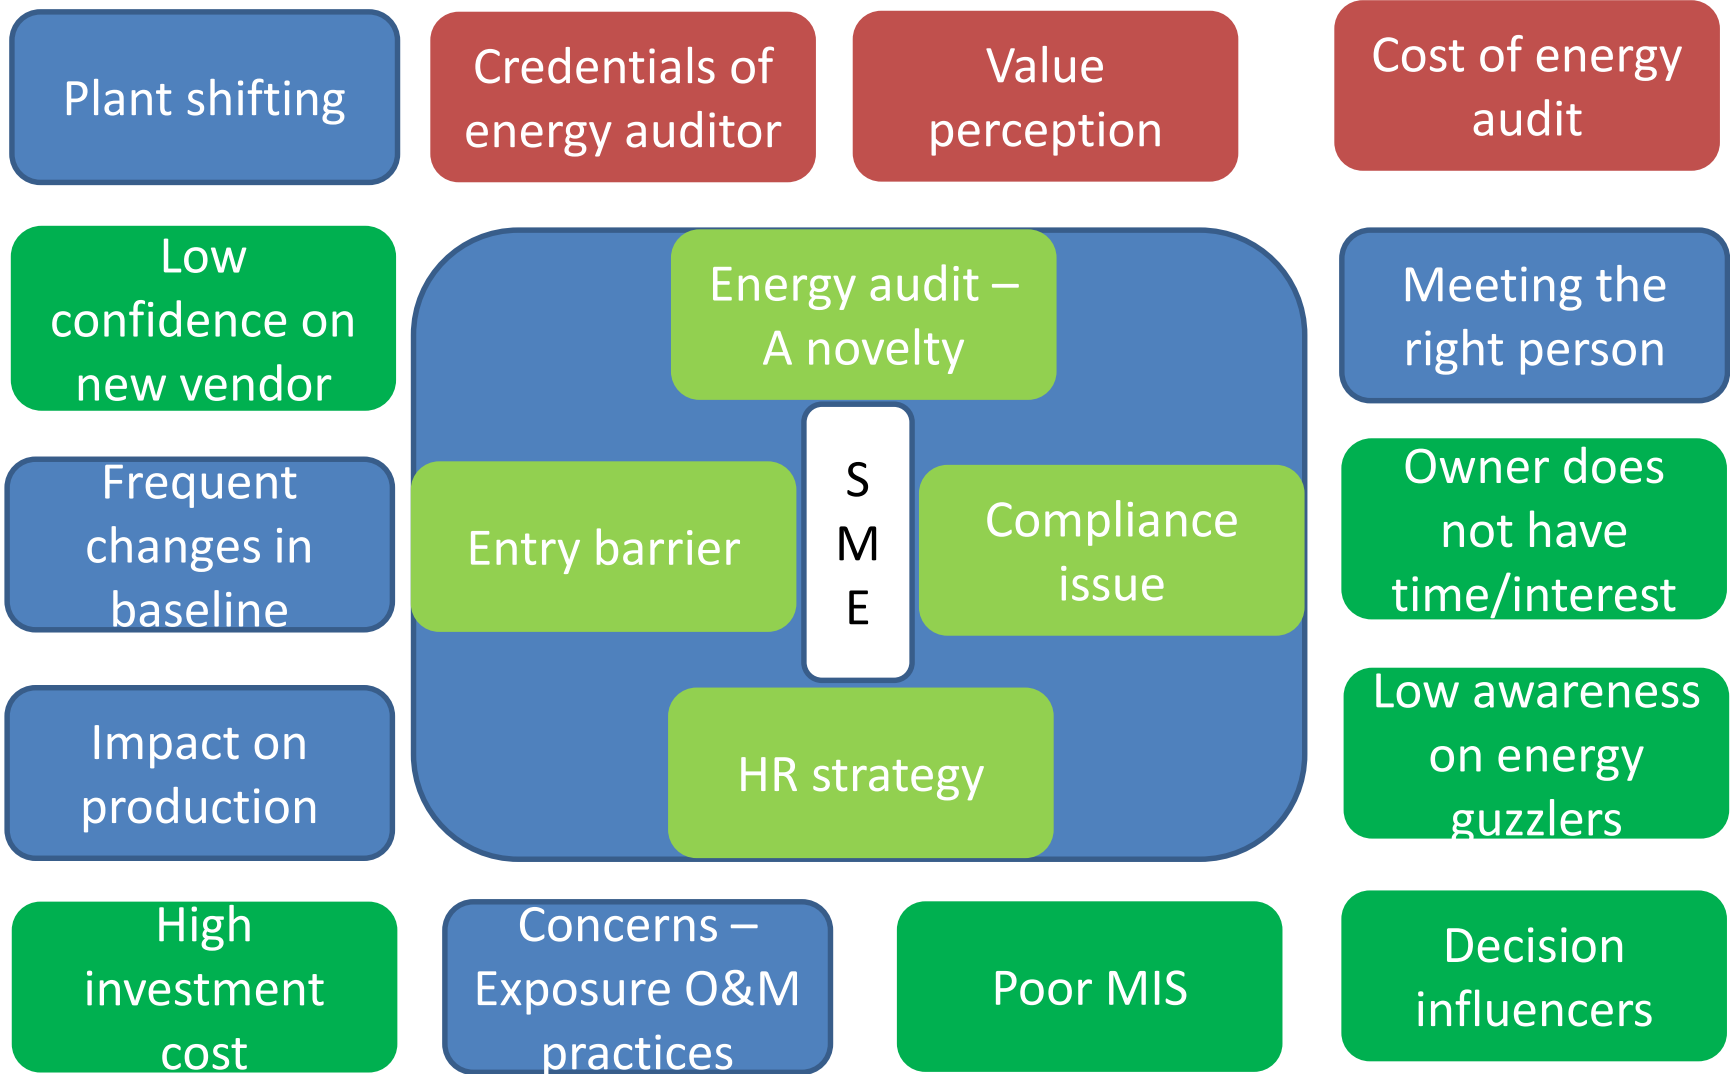 Plant shifting
Credentials of
energy auditor
Value
perception
Cost of energy
audit
Low
confidence on
new vendor
Energy audit –
A novelty
Meeting the
right person
Frequent
changes in
baseline
Entry barrier
S
M
E
Compliance
issue
Owner does
not have
time/interest
Impact on
production
HR strategy
Low awareness
on energy
guzzlers
High
investment
cost
Concerns –
Exposure O&M
practices
Poor MIS
Decision
influencers